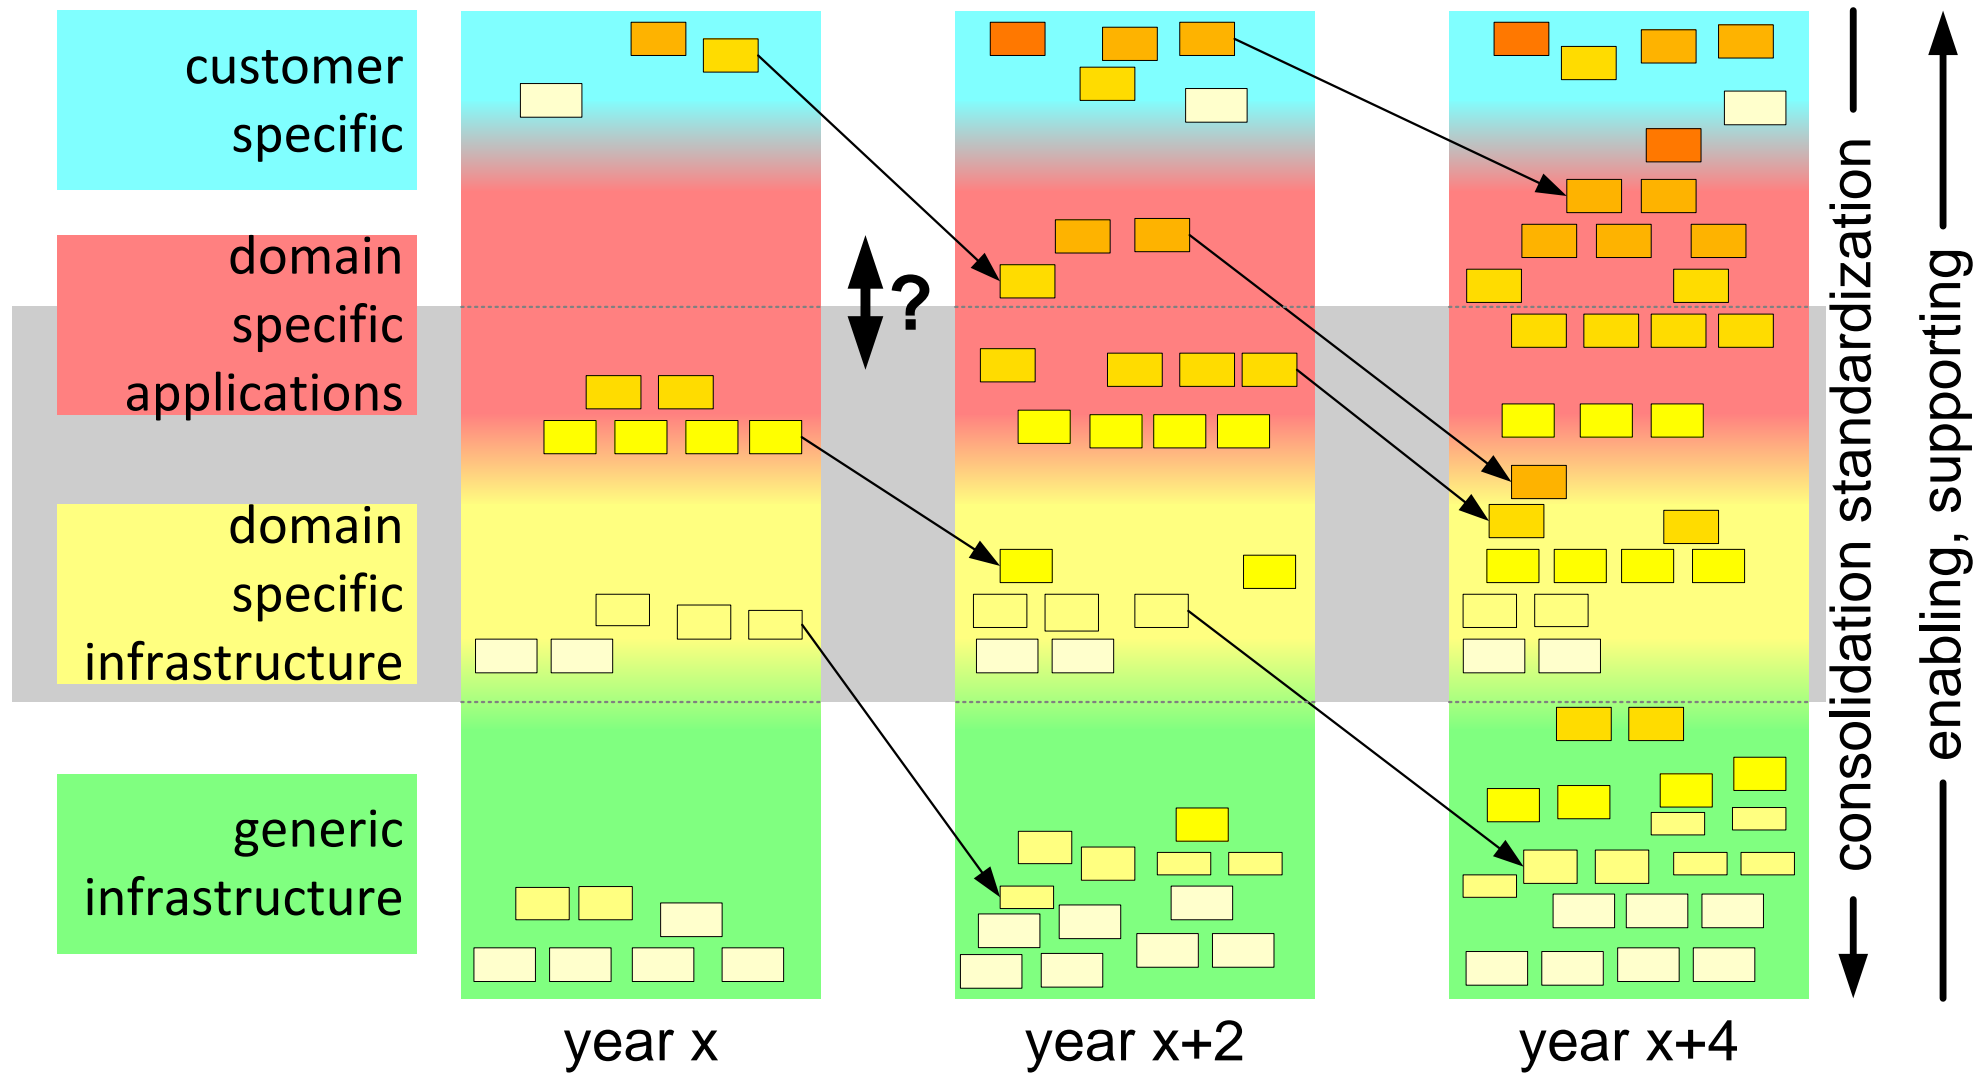 customer
specific
domain
specific
applications
domain
specific
infrastructure
generic
infrastructure
?
year x
year x+2
year x+4
consolidation standardization
enabling, supporting